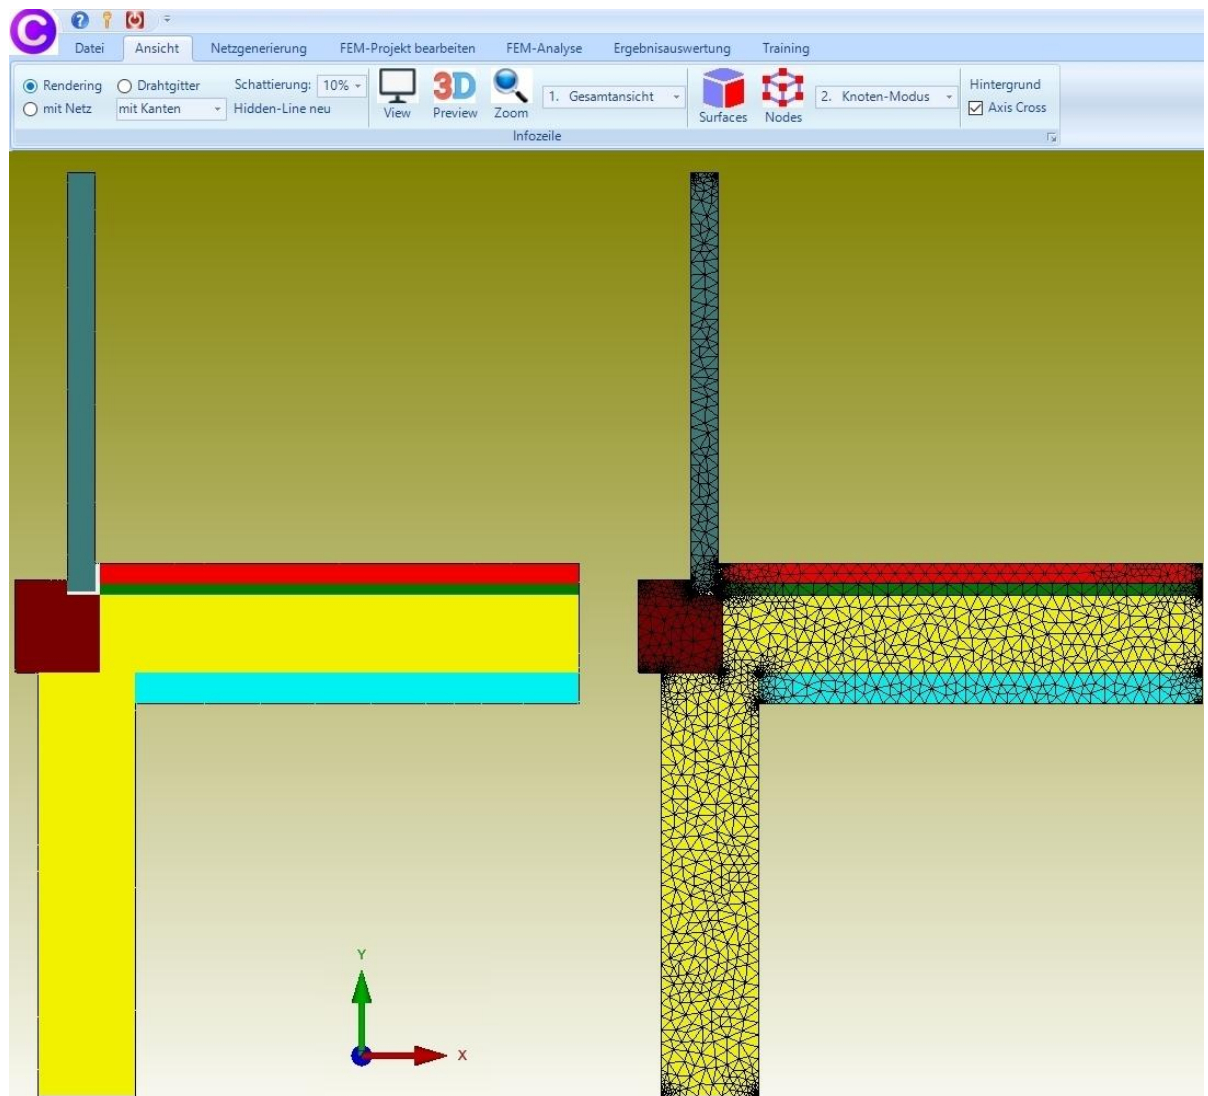 C
Datei Ansicht Netzgenerierung FEM-Projekt bearbeiten FEM-Analyse Ergebnisauswertung Training
Rendering Drahtgitter Schattierung: 10%
mit Netz mit Kanten Hidden-Line neu
View 3D Preview Zoom 1. Gesamtansicht Surfaces Nodes 2. Knoten-Modus
Hintergrund
Axis Cross
Infozeile
Y
X